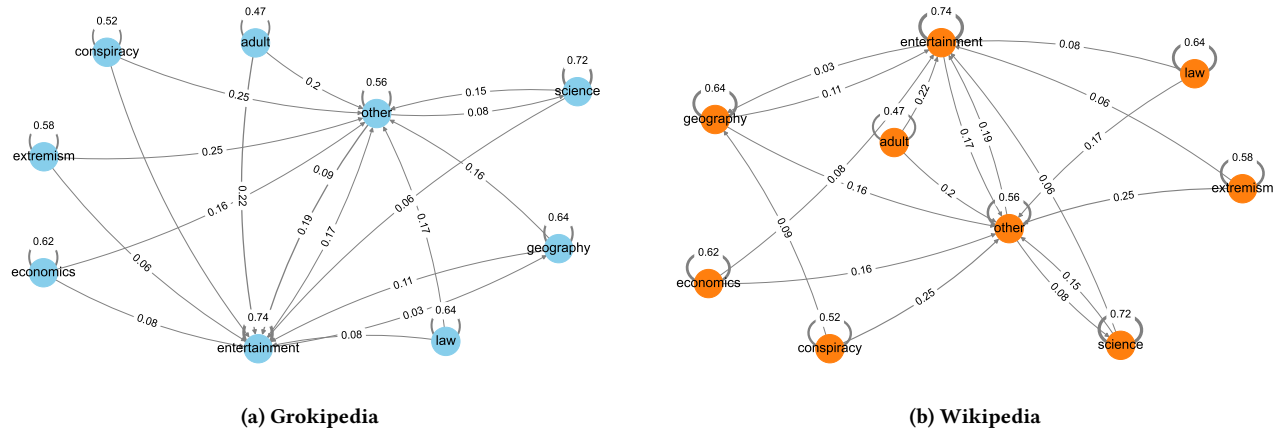 0.52
conspiracy
0.47
adult
0.56
other
0.72
science
0.58
extremism
0.62
economics
0.64
geography
0.64
law
0.74
entertainment
0.25
0.2
0.15
0.08
0.25
0.16
0.22
0.09
0.06
0.16
0.19
0.17
0.17
0.06
0.11
0.03
0.08
0.08
(a) Grokipedia
0.74
entertainment
0.64
law
0.64
geography
0.47
adult
0.58
extremism
0.56
other
0.62
economics
0.52
conspiracy
0.72
science
0.03
0.11
0.08
0.22
0.06
0.17
0.19
0.17
0.08
0.16
0.2
0.06
0.25
0.09
0.16
0.25
0.15
0.08
(b) Wikipedia